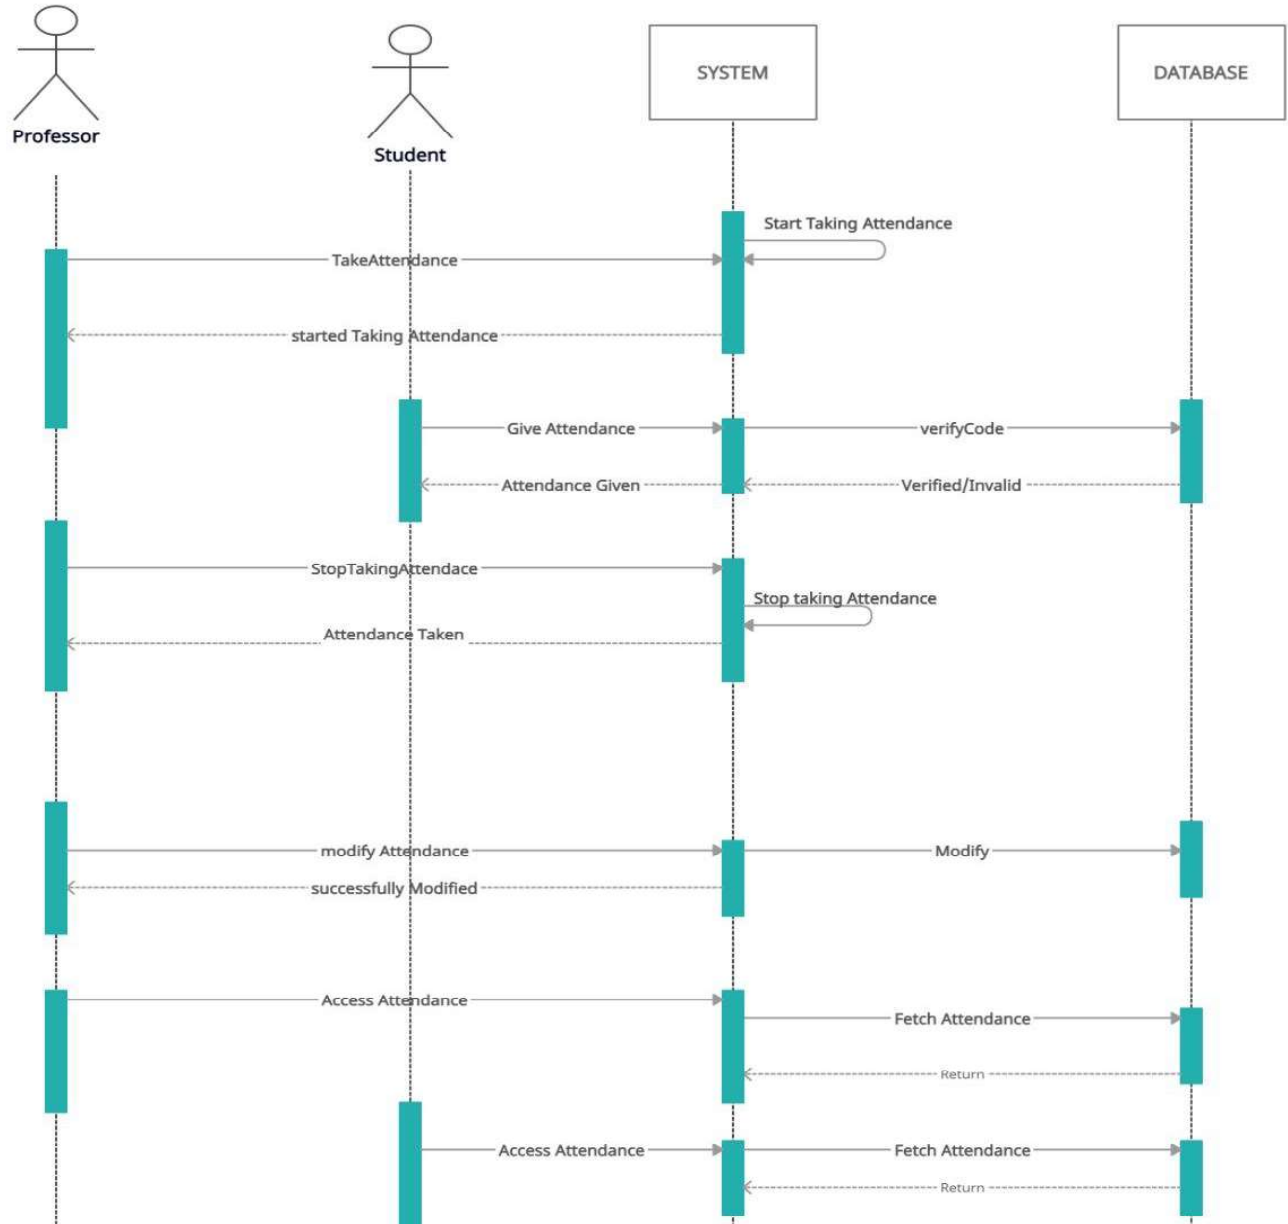 Professor
Student
SYSTEM
DATABASE
Start Taking Attendance
TakeAttendance
started Taking Attendance
Give Attendance
verifyCode
Attendance Given
Verified/Invalid
StopTakingAttendace
Stop taking Attendance
Attendance Taken
modify Attendance
Modify
successfully Modified
Access Attendance
Fetch Attendance
Return
Access Attendance
Fetch Attendance
Return